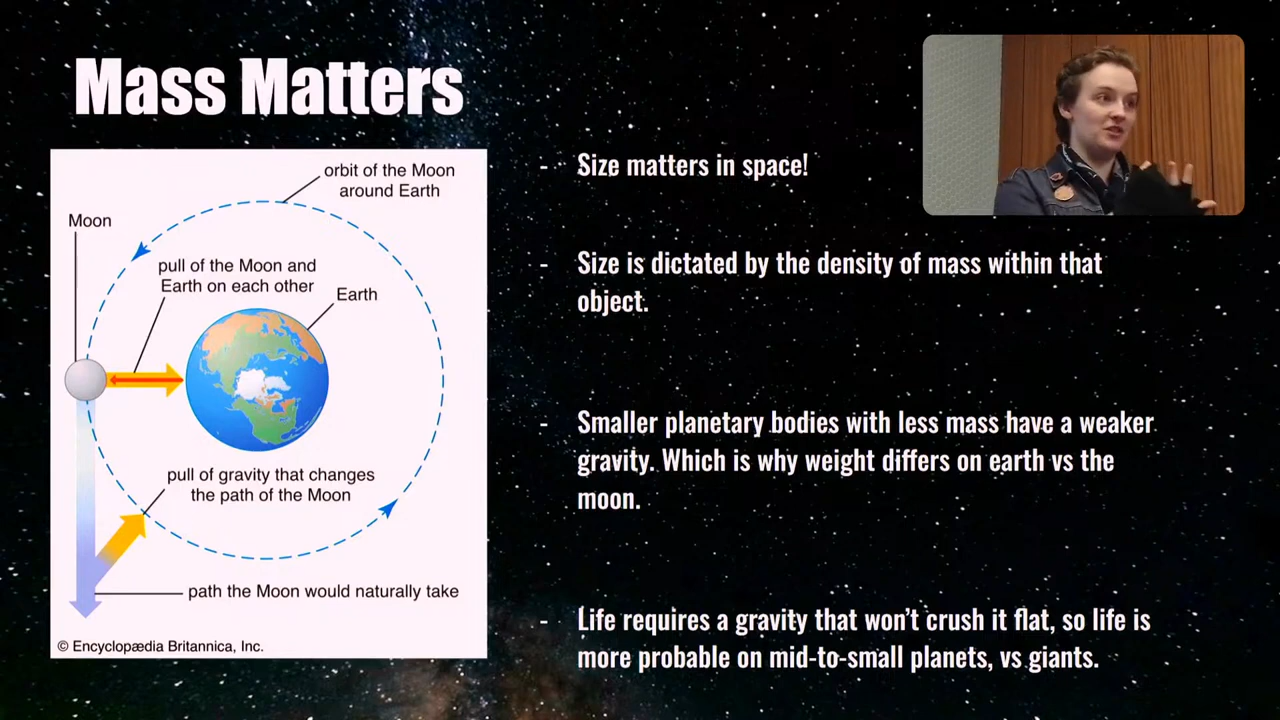 Mass Matters
orbit of the Moon
around Earth
Moon
pull of the Moon and
Earth on each other
Earth
pull of gravity that changes
the path of the Moon
path the Moon would naturally take
© Encyclopædia Britannica, Inc.
- Size matters in space!
- Size is dictated by the density of mass within that
object.
- Smaller planetary bodies with less mass have a weaker
gravity. Which is why weight differs on earth vs the
moon.
- Life requires a gravity that won't crush it flat, so life is
more probable on mid-to-small planets, vs giants.